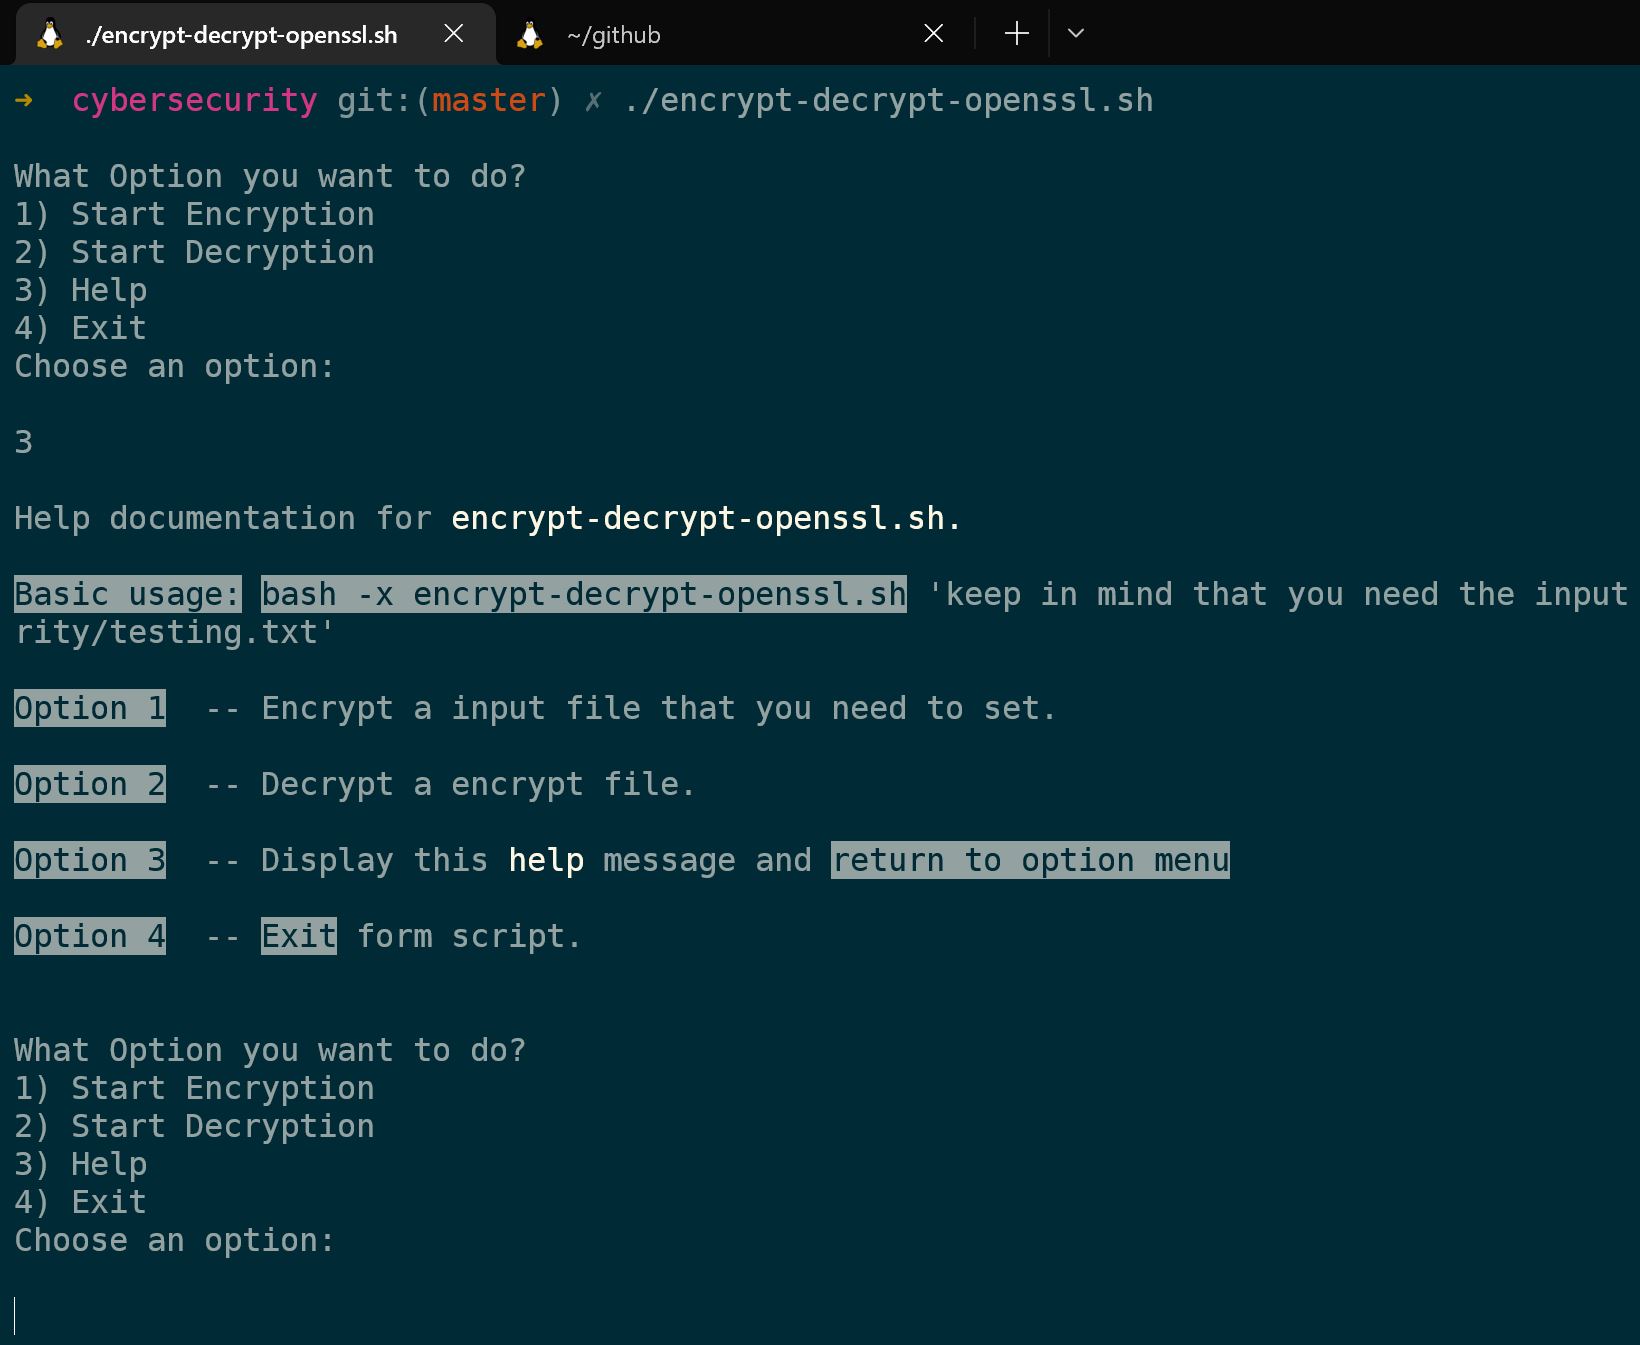 ./encrypt-decrypt-openssl.sh ~/github
➜ cybersecurity git:(master) ✗ ./encrypt-decrypt-openssl.sh
What Option you want to do?
1) Start Encryption
2) Start Decryption
3) Help
4) Exit
Choose an option:
3
Help documentation for encrypt-decrypt-openssl.sh.
Basic usage: bash -x encrypt-decrypt-openssl.sh 'keep in mind that you need the input
rity/testing.txt'
Option 1 -- Encrypt a input file that you need to set.
Option 2 -- Decrypt a encrypt file.
Option 3 -- Display this help message and return to option menu
Option 4 -- Exit form script.
What Option you want to do?
1) Start Encryption
2) Start Decryption
3) Help
4) Exit
Choose an option: